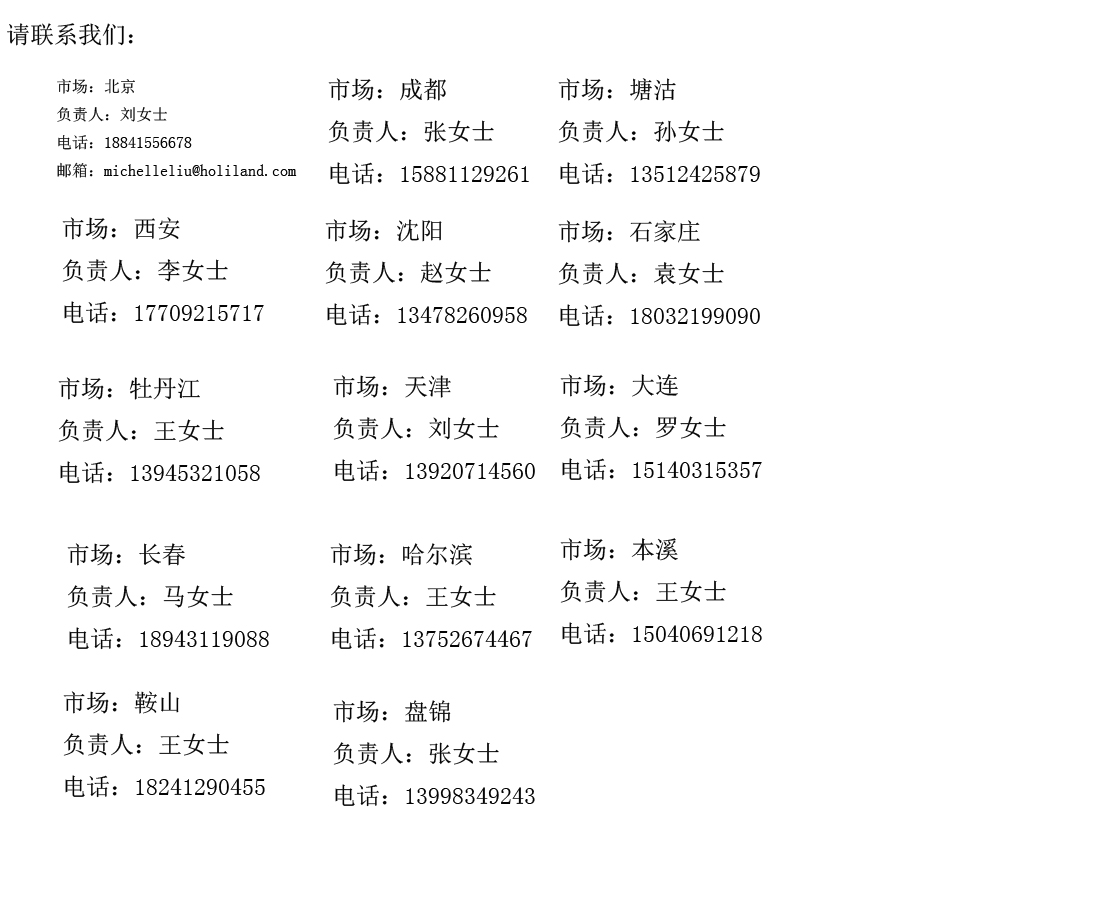 请联系我们：
市场：北京
负责人：刘女士
电话：18841556678
邮箱：michelleliu@holiland.com
市场：成都
负责人：张女士
电话：15881129261
市场：塘沽
负责人：孙女士
电话：13512425879
市场：西安
负责人：李女士
电话：17709215717
市场：沈阳
负责人：赵女士
电话：13478260958
市场：石家庄
负责人：袁女士
电话：18032199090
市场：牡丹江
负责人：王女士
电话：13945321058
市场：天津
负责人：刘女士
电话：13920714560
市场：大连
负责人：罗女士
电话：15140315357
市场：长春
负责人：马女士
电话：18943119088
市场：哈尔滨
负责人：王女士
电话：13752674467
市场：本溪
负责人：王女士
电话：15040691218
市场：鞍山
负责人：王女士
电话：18241290455
市场：盘锦
负责人：张女士
电话：13998349243